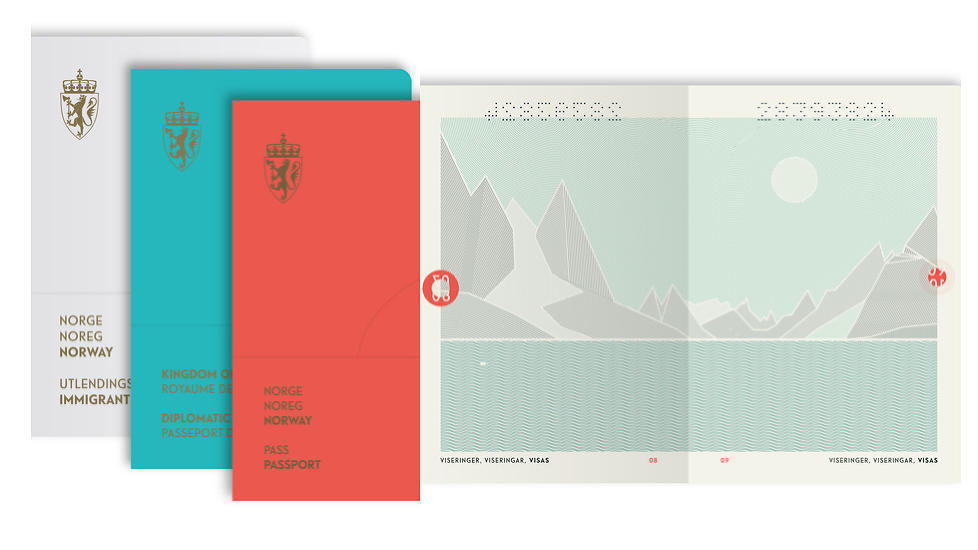 NORGE
NOREG
NORWAY
UTLENDINGS
IMMIGRANT
KINGDOM O
ROYAUME DE
DIPLOMATIC
PASSEPORT D
NORGE
NOREG
NORWAY
PASS
PASSPORT
VISERINGER, VISERINGAR, VISAS
08
09
VISERINGER, VISERINGAR, VISAS